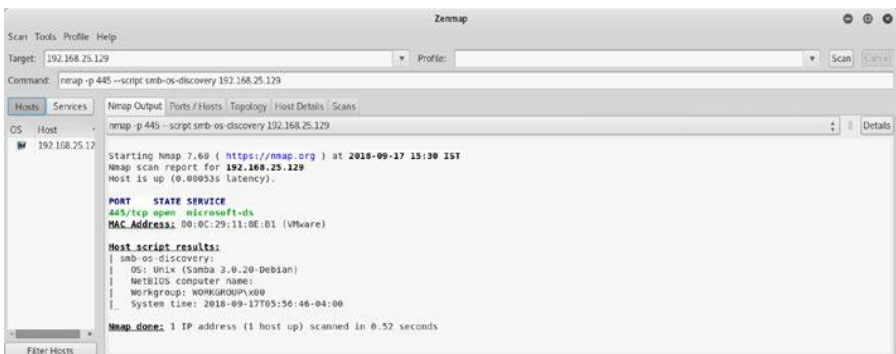 Zenmap
Scan Tools Profile Help
Target: 192.168.25.129 Profile: Scan Cancel
Command: nmap -p 445 --script smb-os-discovery 192.168.25.129
Hosts Services Nmap Output Ports / Hosts Topology Host Details Scans
OS Host
nmap -p 445 --script smb-os-discovery 192.168.25.129 Details
192.168.25.12
Starting Nmap 7.60 ( https://nmap.org ) at 2018-09-17 15:30 IST
Nmap scan report for 192.168.25.129
Host is up (0.00053s latency).
PORT STATE SERVICE
445/tcp open microsoft-ds
MAC Address: 00:0C:29:11:0E:B1 (VMware)
Host script results:
| smb-os-discovery:
| OS: Unix (Samba 3.0.20-Debian)
| NetBIOS computer name:
| Workgroup: WORKGROUP\x00
|_ System time: 2018-09-17T05:56:46-04:00
Nmap done: 1 IP address (1 host up) scanned in 0.52 seconds
Filter Hosts